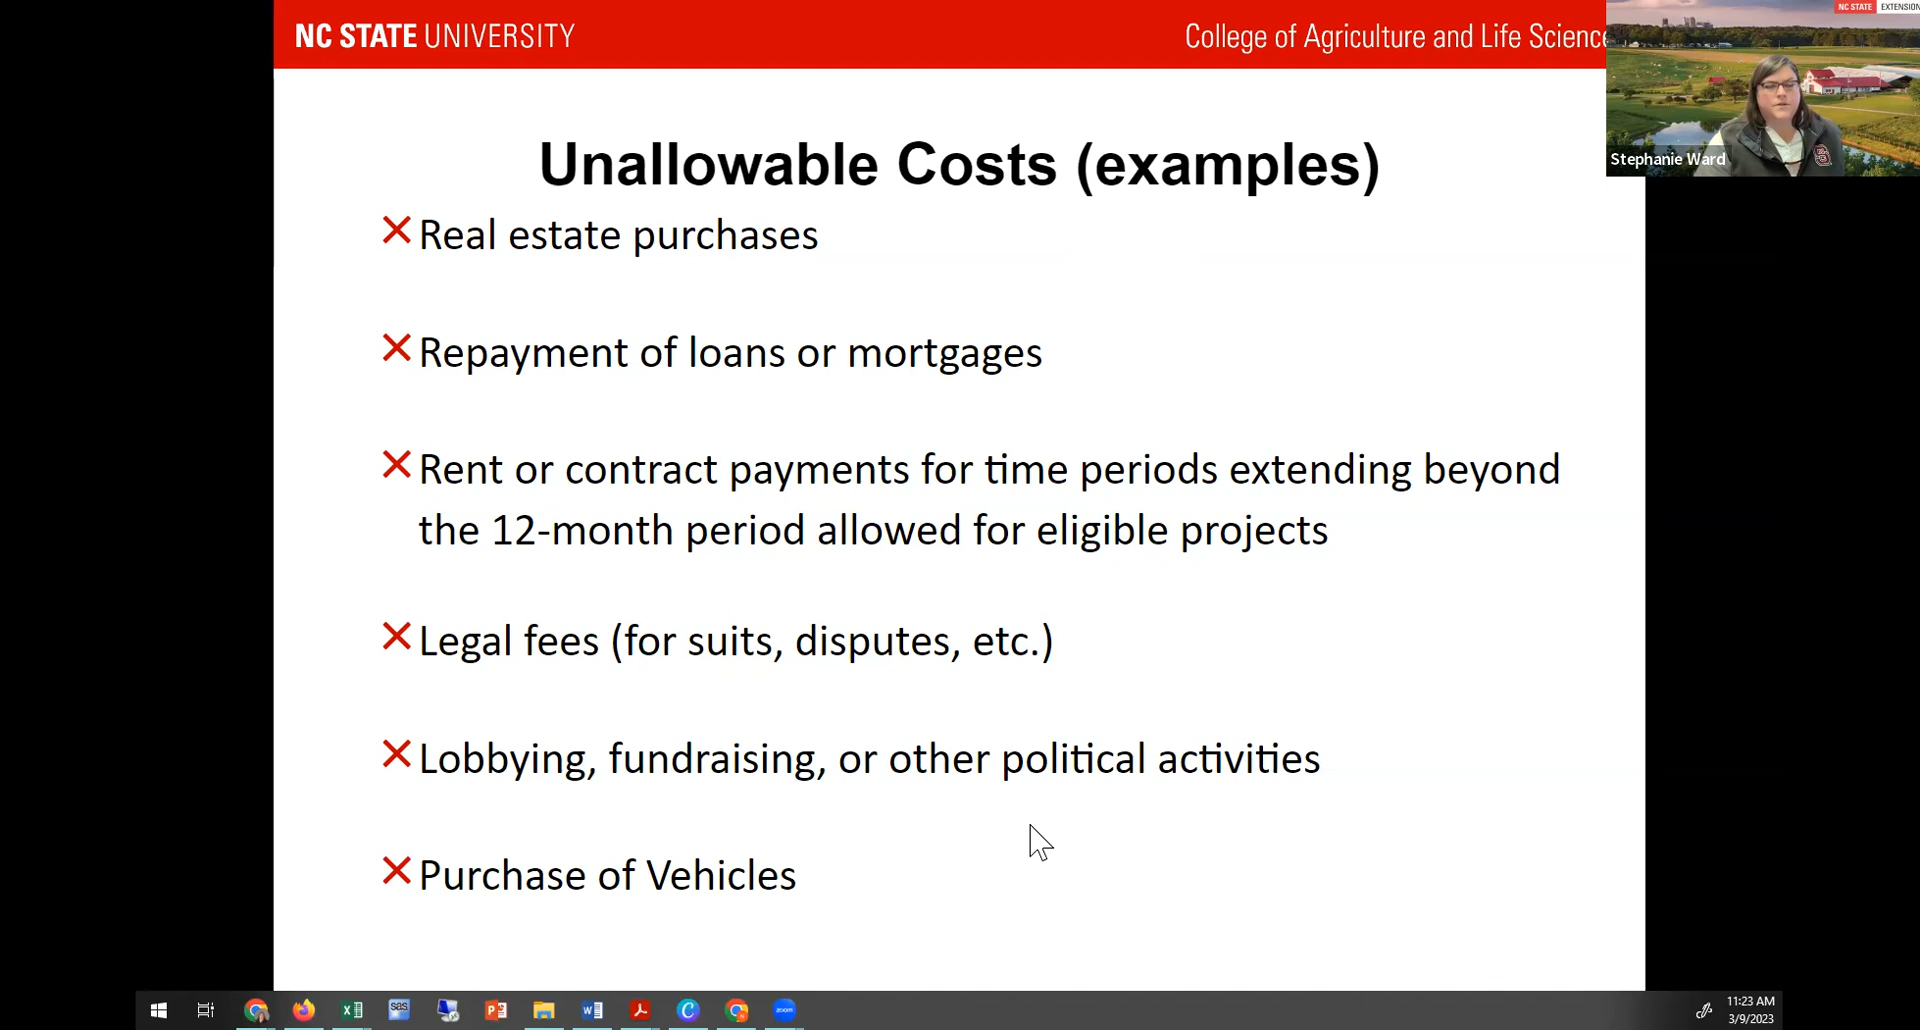 NC STATE UNIVERSITY
College of Agriculture and Life Science
NC STATE EXTENSION
Stephanie Ward
Unallowable Costs (examples)
Real estate purchases
Repayment of loans or mortgages
Rent or contract payments for time periods extending beyond
the 12-month period allowed for eligible projects
Legal fees (for suits, disputes, etc.)
Lobbying, fundraising, or other political activities
Purchase of Vehicles
sas
zoom
11:23 AM
3/9/2023